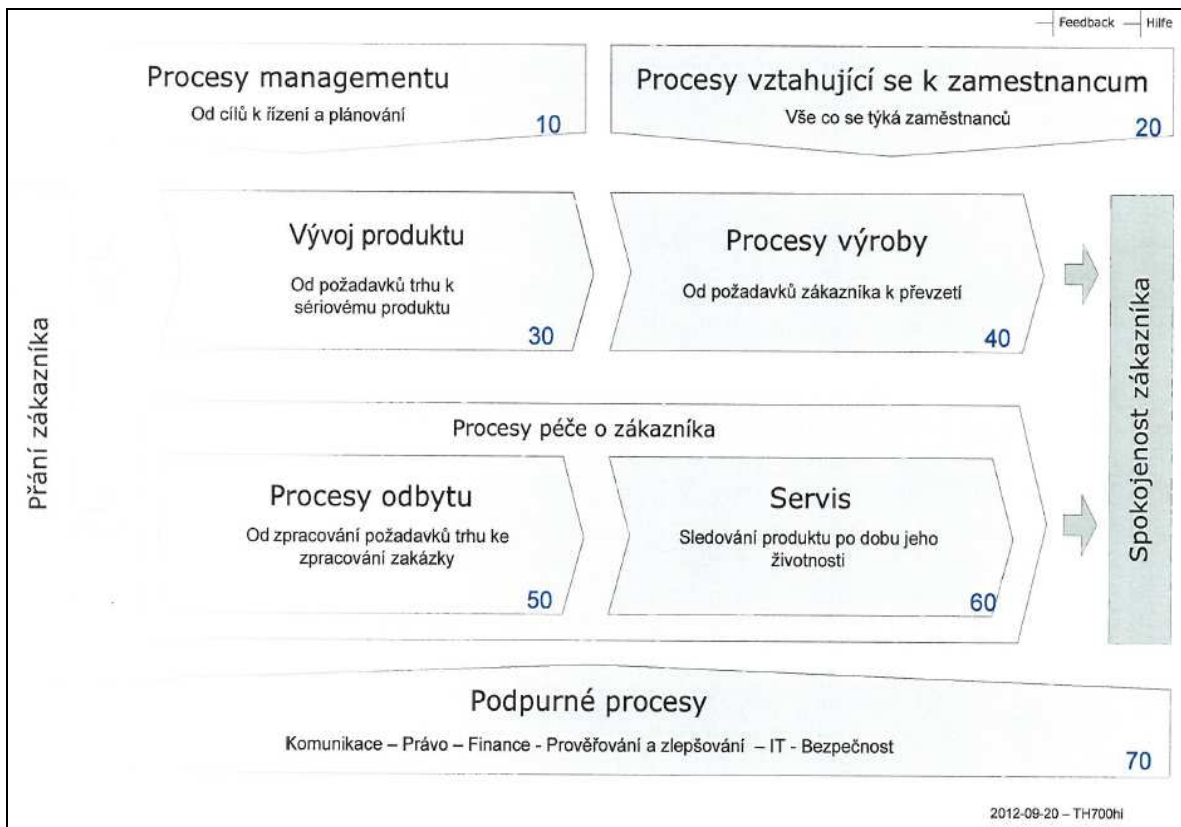 Feedback
Hilfe
Procesy managementu
Od cílů k řízení a plánování
10
Procesy vztahující se k zamestnancum
Vše co se týká zaměstnanců
20
Přání zákazníka
Vývoj produktu
Od požadavků trhu k
sériovému produktu
30
Procesy výroby
Od požadavků zákazníka k převzetí
40
Spokojenost zákazníka
Procesy péče o zákazníka
Procesy odbytu
Od zpracování požadavků trhu ke
zpracování zakázky
50
Servis
Sledování produktu po dobu jeho
životnosti
60
Podpurné procesy
Komunikace – Právo – Finance - Prověřování a zlepšování – IT - Bezpečnost
70
2012-09-20 – TH700hi